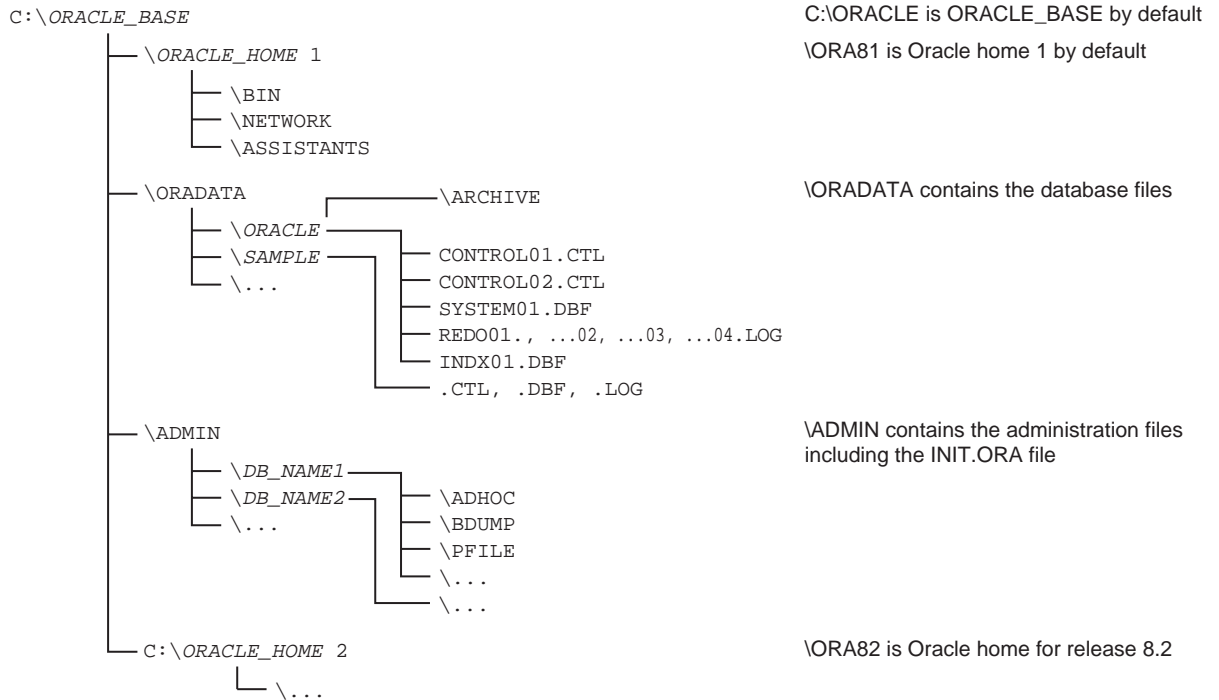 C:\ORACLE_BASE C:\ORACLE is ORACLE_BASE by default
\ORACLE_HOME 1 \ORA81 is Oracle home 1 by default
\BIN
\NETWORK
\ASSISTANTS
\ORADATA \ARCHIVE \ORADATA contains the database files
\ORACLE
\SAMPLE CONTROL01.CTL
\... CONTROL02.CTL
SYSTEM01.DBF
REDO01., ...02, ...03, ...04.LOG
INDX01.DBF
.CTL, .DBF, .LOG
\ADMIN \ADMIN contains the administration files
including the INIT.ORA file
\DB_NAME1
\DB_NAME2 \ADHOC
\... \BDUMP
\PFILE
\...
\...
C:\ORACLE_HOME 2 \ORA82 is Oracle home for release 8.2
\...